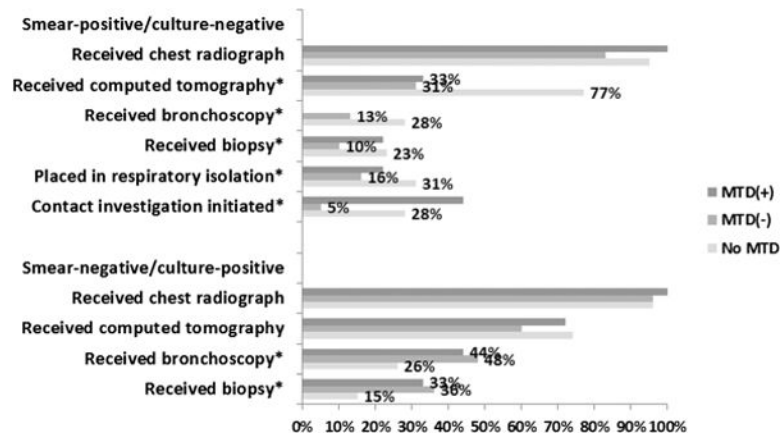 Smear-positive/culture-negative
Received chest radiograph
Received computed tomography*
33%
31%
77%
Received bronchoscopy*
13%
28%
Received biopsy*
10%
23%
Placed in respiratory isolation*
16%
31%
Contact investigation initiated*
5%
28%
MTD(+)
MTD(-)
No MTD
Smear-negative/culture-positive
Received chest radiograph
Received computed tomography
Received bronchoscopy*
44%
48%
26%
Received biopsy*
33%
36%
15%
0% 10% 20% 30% 40% 50% 60% 70% 80% 90% 100%